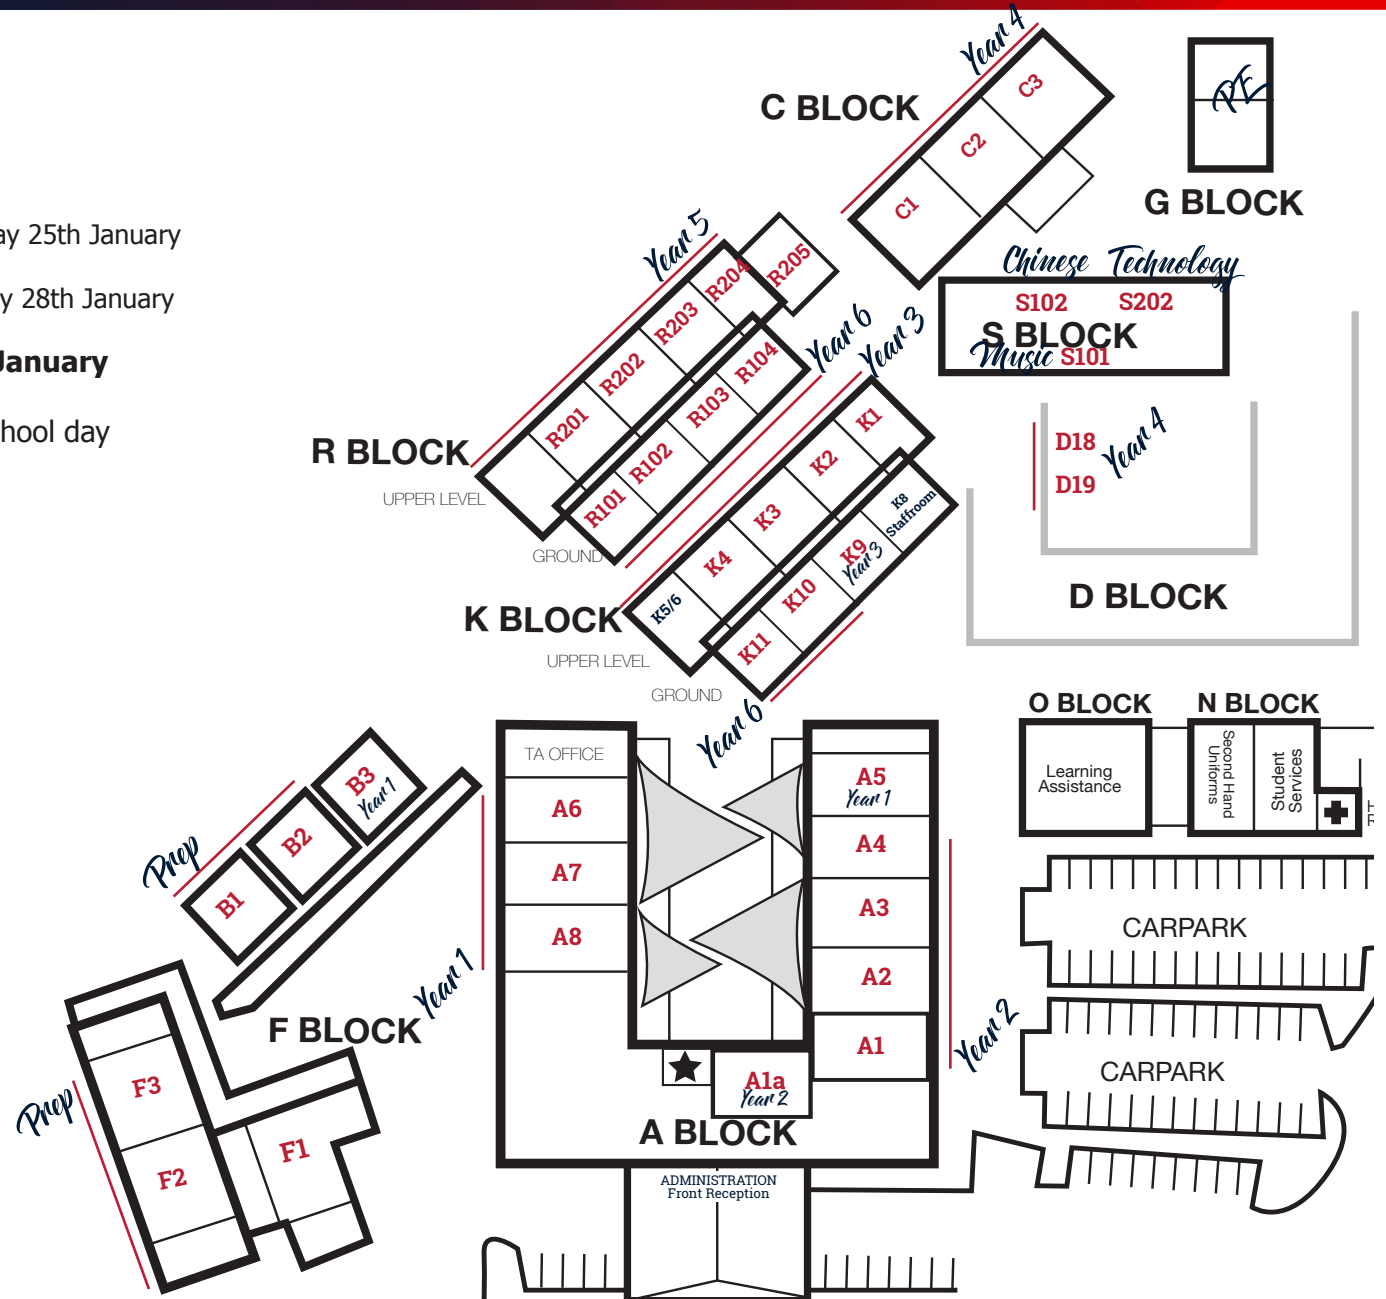 ay 25th January
y 28th January
January
hool day
Year 4
C BLOCK
C3
C2
C1
PE
G BLOCK
Year 5
R205
R204
R203
R202
R201
R BLOCK
UPPER LEVEL
Year 6
R104
R103
R102
R101
GROUND
Chinese Technology
S102 S202
S BLOCK
Music S101
Year 3
K1
K2
K3
K4
K5/6
K BLOCK
UPPER LEVEL
K8
Staffroom
K9
Year 3
K10
K11
GROUND
Year 6
D18
D19
Year 4
D BLOCK
O BLOCK
Learning
Assistance
N BLOCK
Second Hand
Uniforms
Student
Services
CARPARK
CARPARK
B3
Year 1
B2
B1
Prep
F BLOCK
F3
F2
F1
Prep
TA OFFICE
A6
A7
A8
Year 1
A5
Year 1
A4
A3
A2
A1
Year 2
A1a
Year 2
A BLOCK
ADMINISTRATION
Front Reception